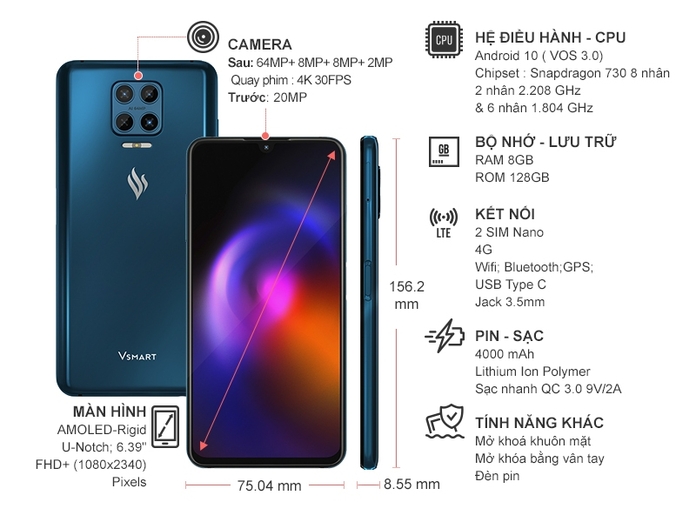 CAMERA
Sau: 64MP+ 8MP+ 8MP+ 2MP
Quay phim : 4K 30FPS
Trước: 20MP
VSMART
MÀN HÌNH
AMOLED-Rigid
U-Notch; 6.39"
FHD+ (1080x2340)
Pixels
75.04 mm
156.2
mm
8.55 mm
CPU
HỆ ĐIỀU HÀNH - CPU
Android 10 ( VOS 3.0)
Chipset : Snapdragon 730 8 nhân
2 nhân 2.208 GHz
& 6 nhân 1.804 GHz
GB
BỘ NHỚ - LƯU TRỮ
RAM 8GB
ROM 128GB
LTE
KẾT NỐI
2 SIM Nano
4G
Wifi; Bluetooth;GPS;
USB Type C
Jack 3.5mm
PIN - SẠC
4000 mAh
Lithium Ion Polymer
Sạc nhanh QC 3.0 9V/2A
TÍNH NĂNG KHÁC
Mở khoá khuôn mặt
Mở khóa bằng vân tay
Đèn pin